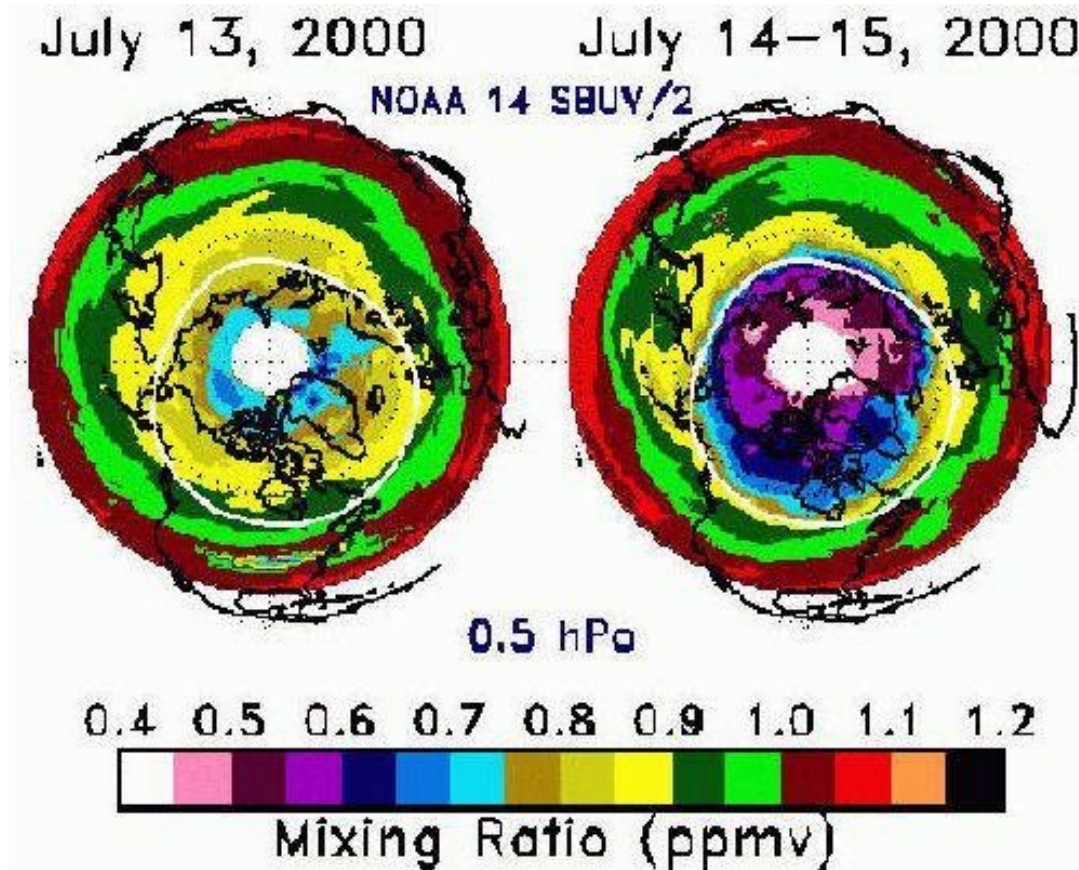 July 13, 2000 July 14-15, 2000
NOAA 14 SBUV/2
0.5 hPa
0.4 0.5 0.6 0.7 0.8 0.9 1.0 1.1 1.2
Mixing Ratio (ppmv)